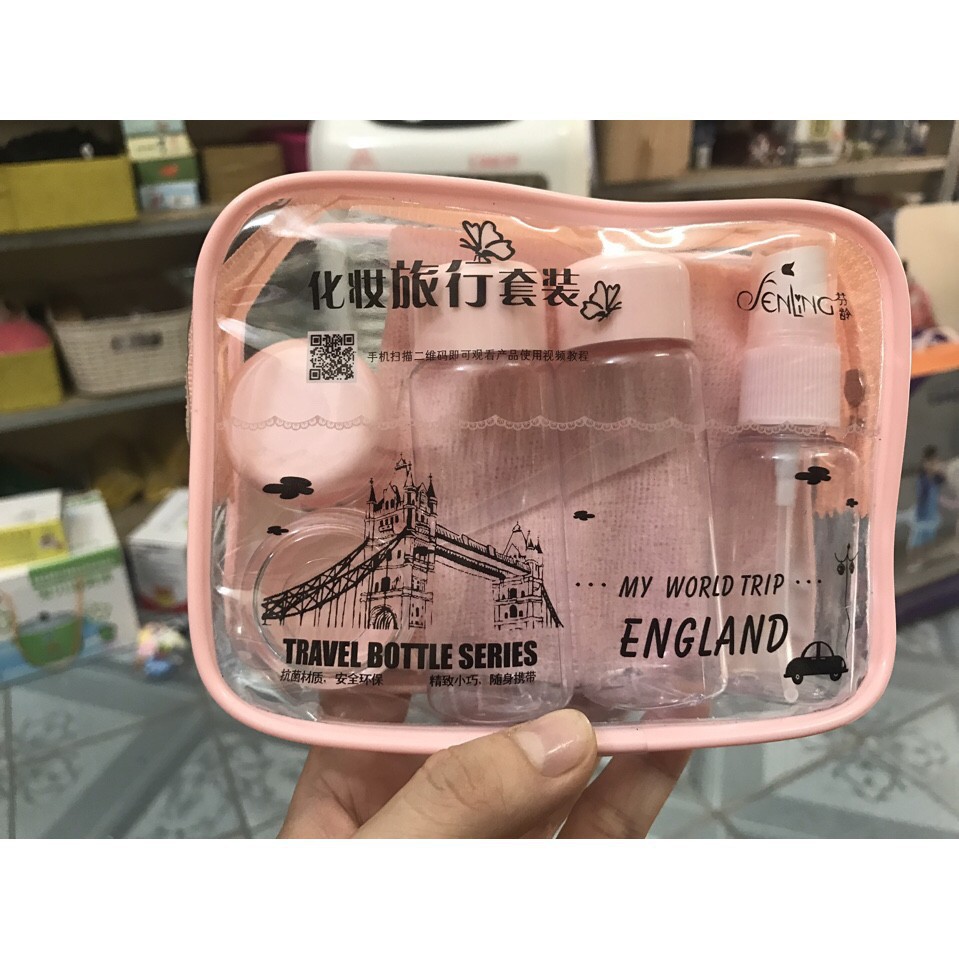 化妆旅行套装
SENLING 芬龄
手机扫描二维码即可观看产品使用视频教程
··· MY WORLD TRIP ···
ENGLAND
TRAVEL BOTTLE SERIES
抗菌材质，安全环保 精致小巧，随身携带